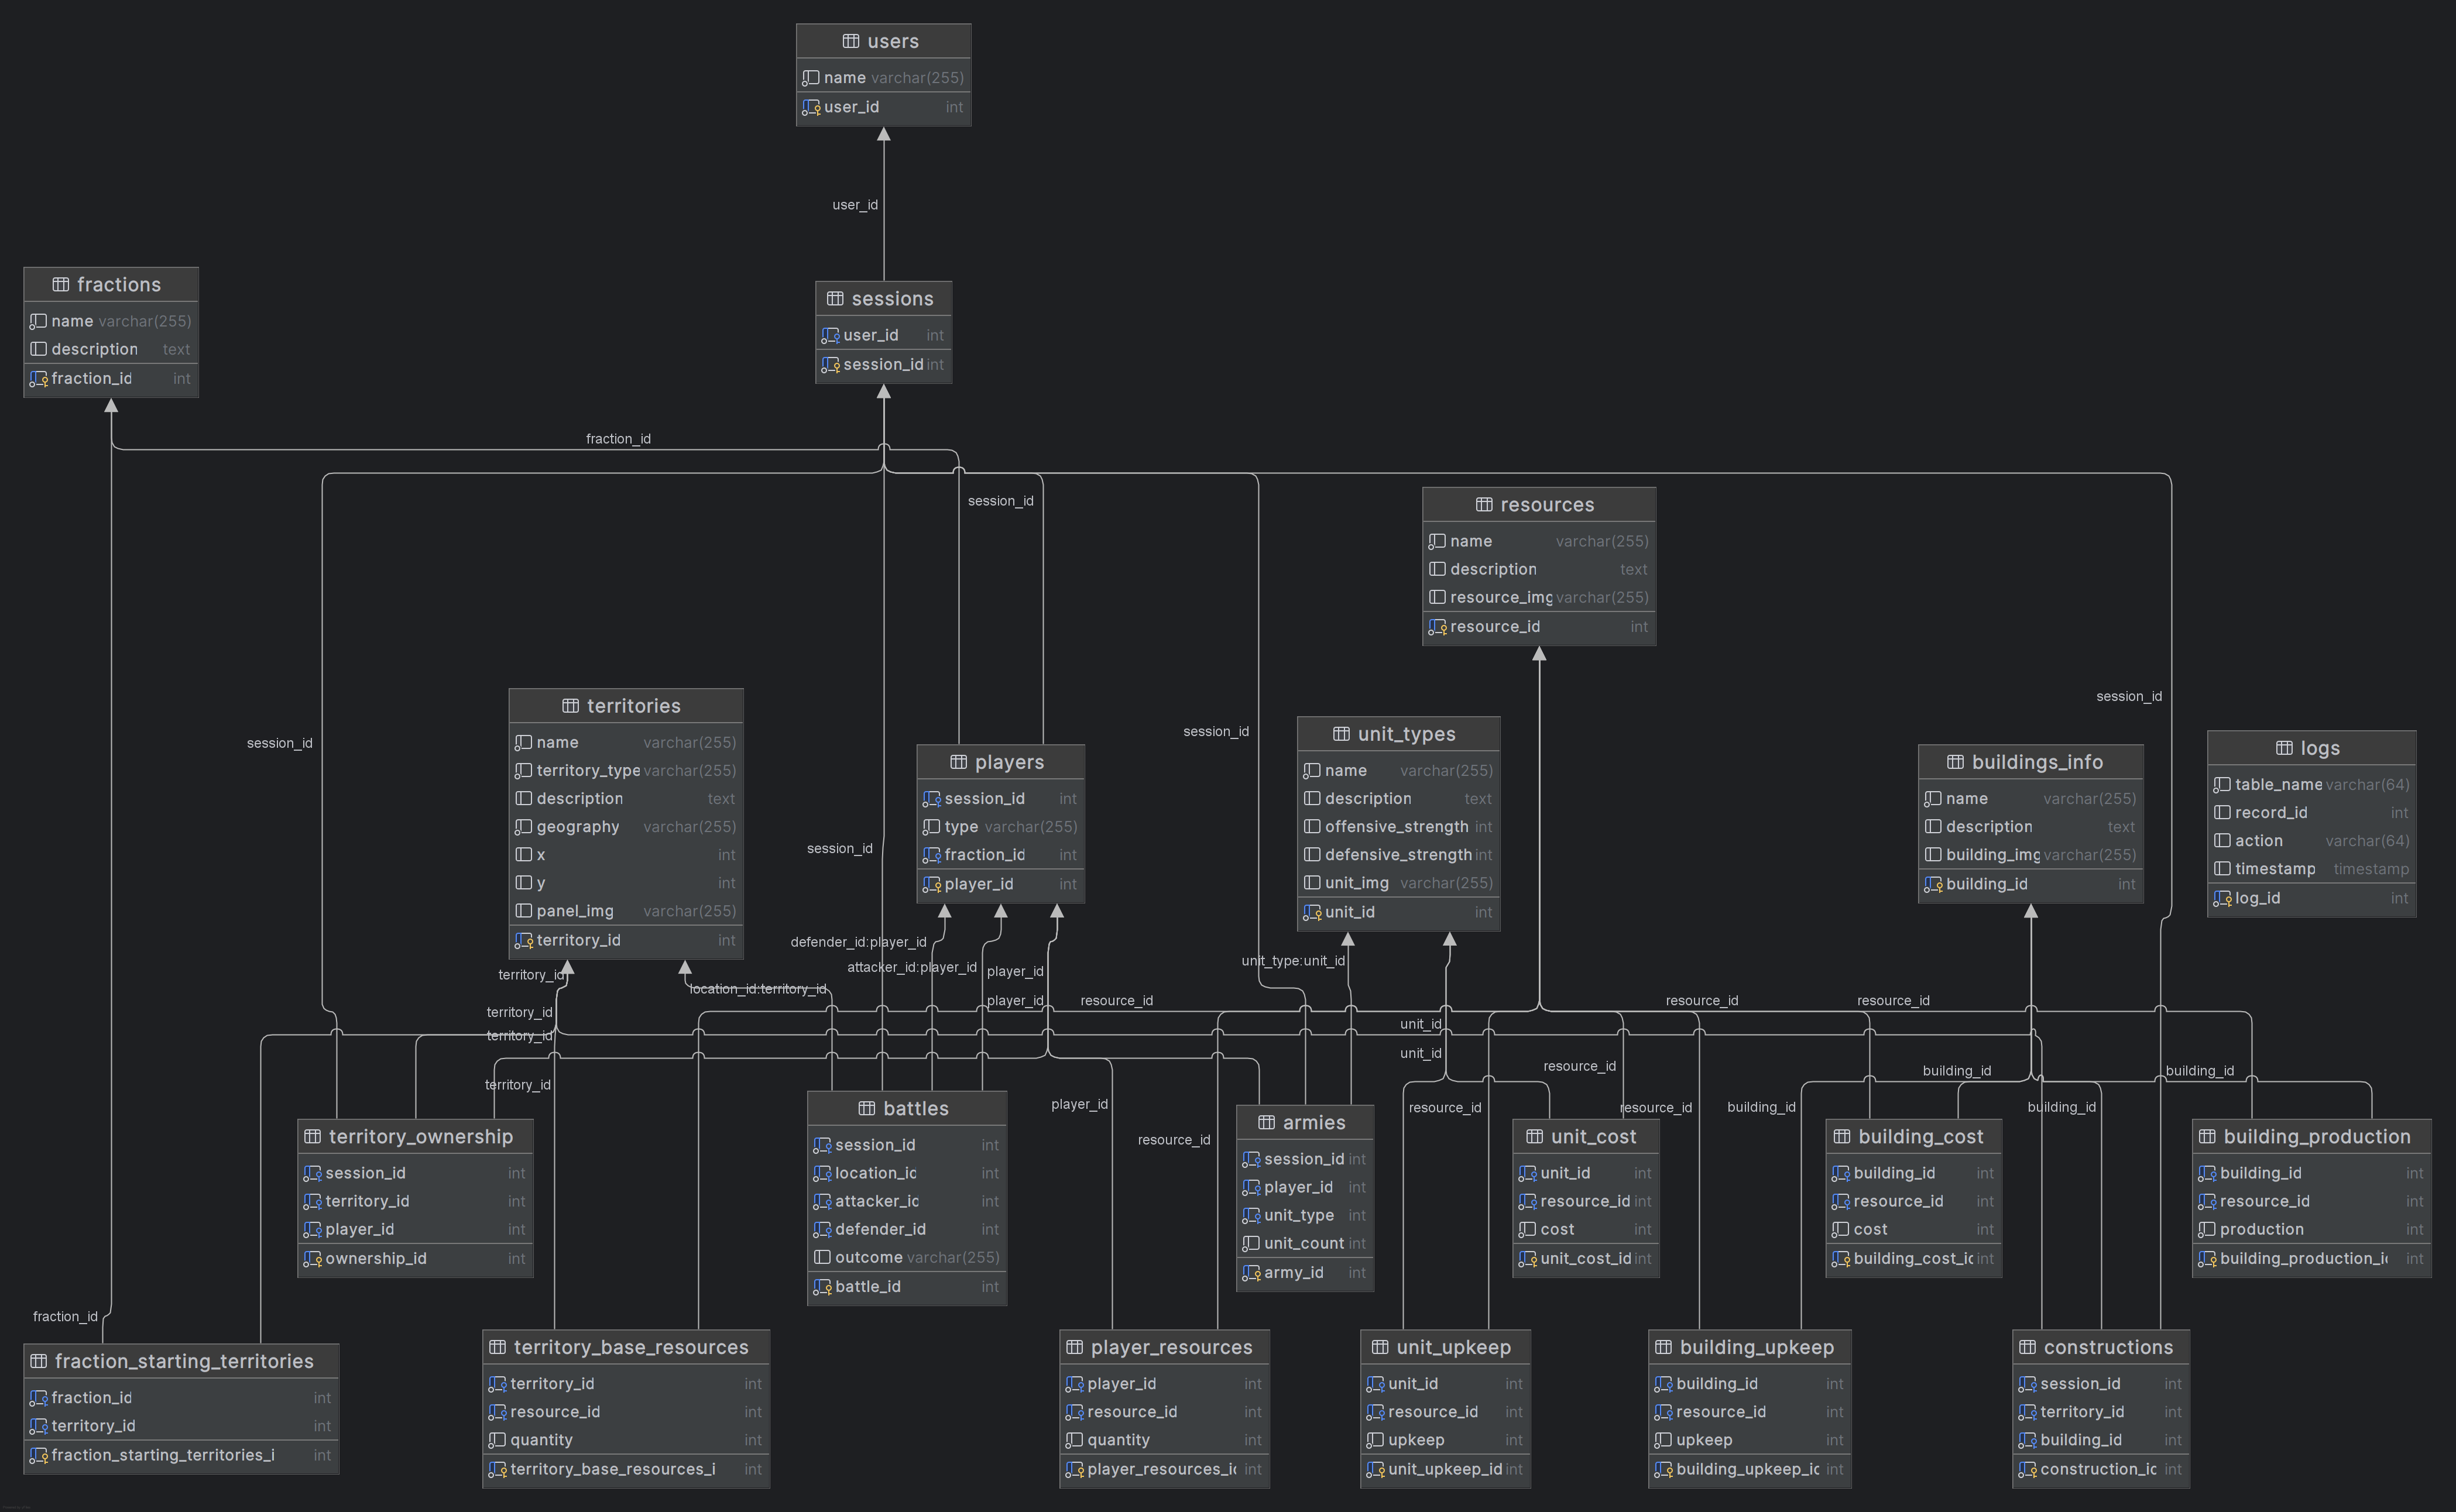 users
name varchar(255)
user_id int
user_id
fractions
name varchar(255)
description text
fraction_id int
sessions
user_id int
session_id int
fraction_id
session_id
resources
name varchar(255)
description text
resource_img varchar(255)
resource_id int
session_id
session_id
session_id
session_id
territories
name varchar(255)
territory_type varchar(255)
description text
geography varchar(255)
x int
y int
panel_img varchar(255)
territory_id int
players
session_id int
type varchar(255)
fraction_id int
player_id int
unit_types
name varchar(255)
description text
offensive_strength int
defensive_strength int
unit_img varchar(255)
unit_id int
buildings_info
name varchar(255)
description text
building_img varchar(255)
building_id int
logs
table_name varchar(64)
record_id int
action varchar(64)
timestamp timestamp
log_id int
defender_id:player_id
attacker_id:player_id
player_id
unit_type:unit_id
territory_id
location_id:territory_id
player_id
resource_id
resource_id
resource_id
territory_id
unit_id
territory_id
unit_id
resource_id
building_id
building_id
territory_id
player_id
resource_id
resource_id
building_id
building_id
resource_id
territory_ownership
session_id int
territory_id int
player_id int
ownership_id int
battles
session_id int
location_id int
attacker_id int
defender_id int
outcome varchar(255)
battle_id int
armies
session_id int
player_id int
unit_type int
unit_count int
army_id int
unit_cost
unit_id int
resource_id int
cost int
unit_cost_id int
building_cost
building_id int
resource_id int
cost int
building_cost_id int
building_production
building_id int
resource_id int
production int
building_production_id int
fraction_id
fraction_starting_territories
fraction_id int
territory_id int
fraction_starting_territories_i int
territory_base_resources
territory_id int
resource_id int
quantity int
territory_base_resources_i int
player_resources
player_id int
resource_id int
quantity int
player_resources_id int
unit_upkeep
unit_id int
resource_id int
upkeep int
unit_upkeep_id int
building_upkeep
building_id int
resource_id int
upkeep int
building_upkeep_id int
constructions
session_id int
territory_id int
building_id int
construction_id int